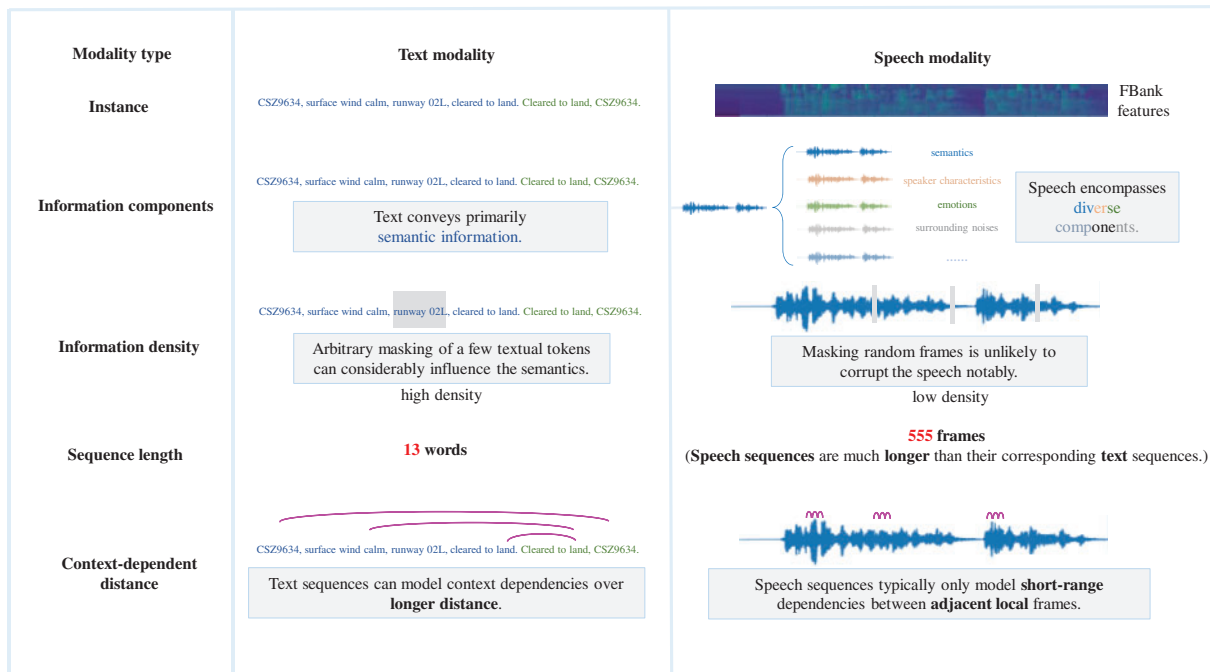 Modality type
Text modality
Speech modality
Instance
CSZ9634, surface wind calm, runway 02L, cleared to land. Cleared to land, CSZ9634.
FBank
features
Information components
CSZ9634, surface wind calm, runway 02L, cleared to land. Cleared to land, CSZ9634.
Text conveys primarily
semantic information.
semantics
speaker characteristics
emotions
surrounding noises
......
Speech encompasses
diverse
components.
Information density
CSZ9634, surface wind calm, runway 02L, cleared to land. Cleared to land, CSZ9634.
Arbitrary masking of a few textual tokens
can considerably influence the semantics.
high density
Masking random frames is unlikely to
corrupt the speech notably.
low density
Sequence length
13 words
555 frames
(Speech sequences are much longer than their corresponding text sequences.)
Context-dependent
distance
CSZ9634, surface wind calm, runway 02L, cleared to land. Cleared to land, CSZ9634.
Text sequences can model context dependencies over
longer distance.
Speech sequences typically only model short-range
dependencies between adjacent local frames.